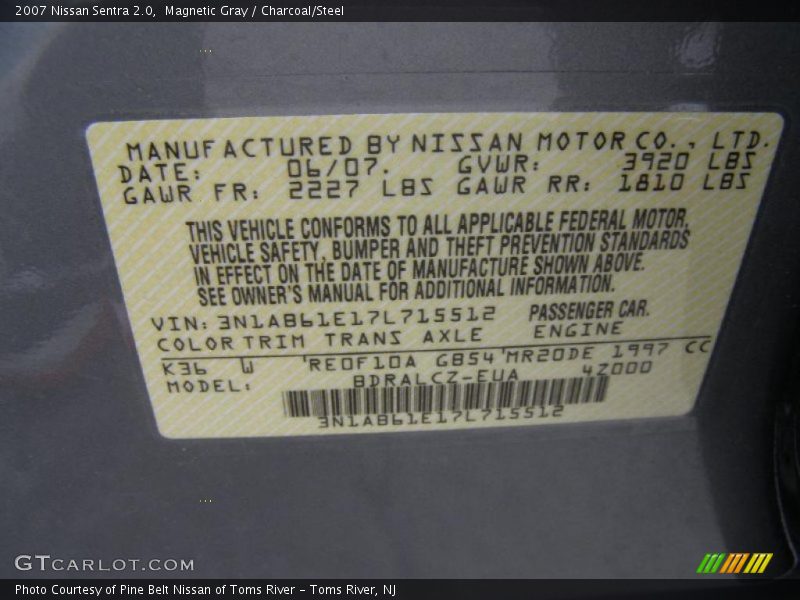 2007 Nissan Sentra 2.0,  Magnetic Gray / Charcoal/Steel
MANUFACTURED BY NISSAN MOTOR CO., LTD.
DATE: 06/07. GVWR: 3920 LBS
GAWR FR: 2227 LBS GAWR RR: 1810 LBS
THIS VEHICLE CONFORMS TO ALL APPLICABLE FEDERAL MOTOR
VEHICLE SAFETY, BUMPER AND THEFT PREVENTION STANDARDS
IN EFFECT ON THE DATE OF MANUFACTURE SHOWN ABOVE.
SEE OWNER'S MANUAL FOR ADDITIONAL INFORMATION.
VIN: 3N1AB61E17L715512 PASSENGER CAR.
COLOR TRIM TRANS AXLE ENGINE
K36 W RE0F10A GB54 MR20DE 1997 CC
MODEL: BDRALCZ-EUA 4Z000
3N1AB61E17L715512
GTCARLOT.COM
Photo Courtesy of Pine Belt Nissan of Toms River – Toms River, NJ